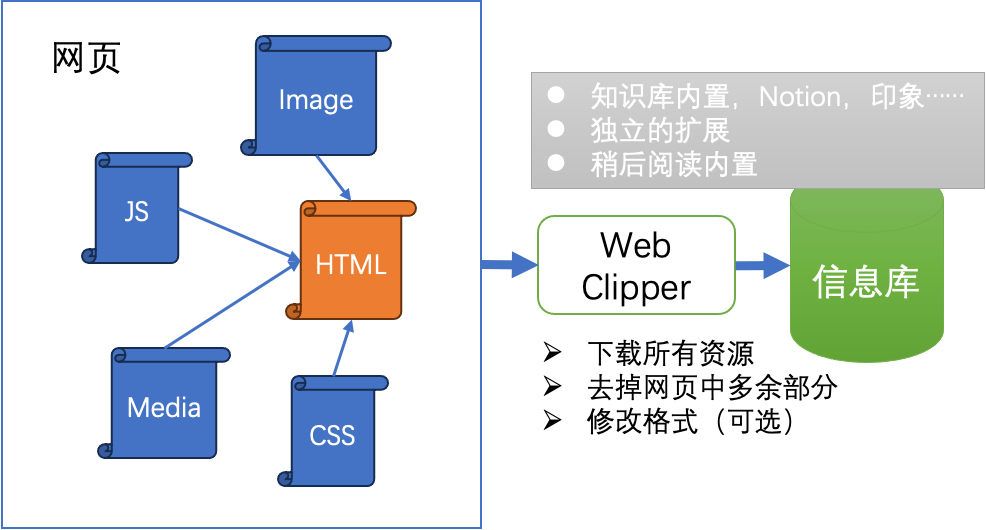 网页
Image
JS
HTML
Media
CSS
● 知识库内置，Notion，印象……
● 独立的扩展
● 稍后阅读内置
Web
Clipper
信息库
➢ 下载所有资源
➢ 去掉网页中多余部分
➢ 修改格式（可选）